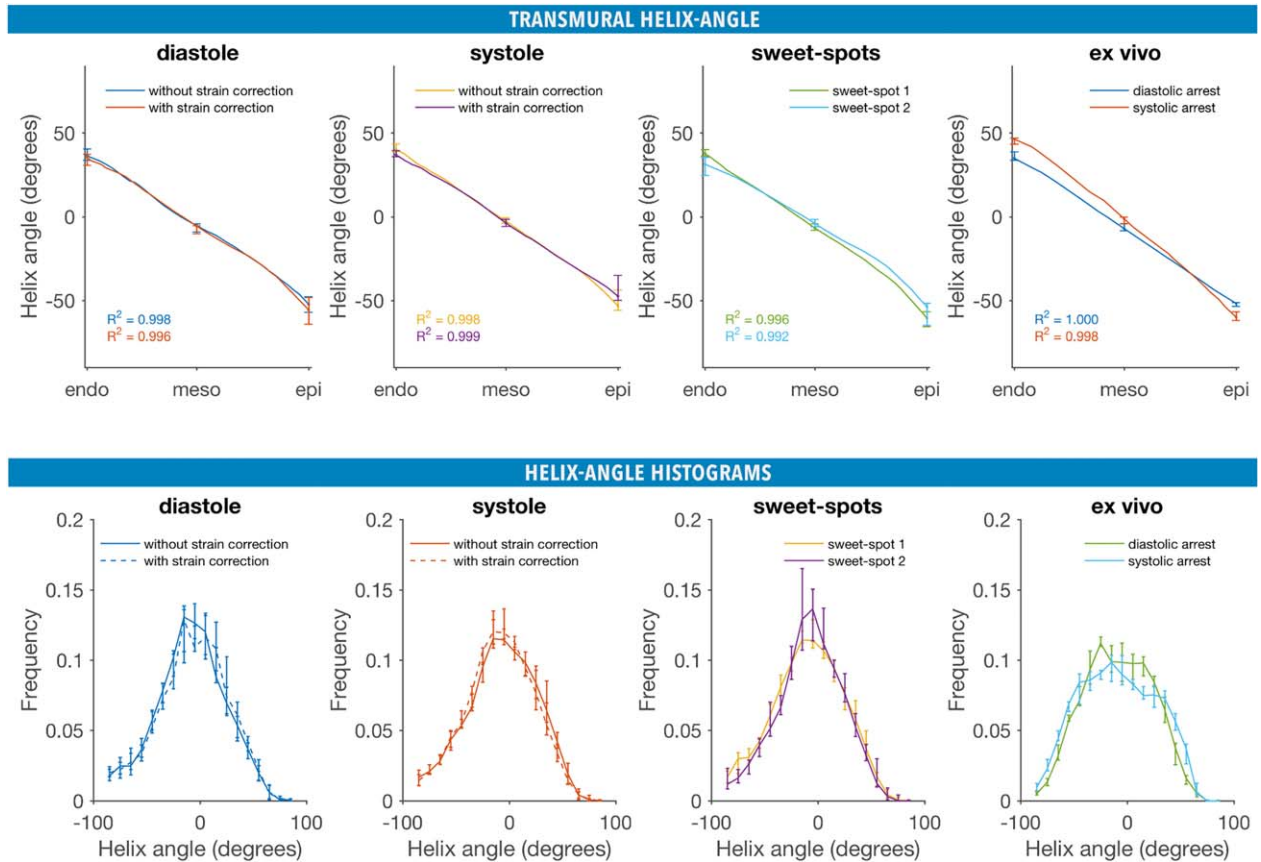 TRANSMURAL HELIX-ANGLE
diastole
systole
sweet-spots
ex vivo
without strain correction
with strain correction
without strain correction
with strain correction
sweet-spot 1
sweet-spot 2
diastolic arrest
systolic arrest
Helix angle (degrees)
50
0
-50
R² = 0.998
R² = 0.996
endo meso epi
Helix angle (degrees)
50
0
-50
R² = 0.998
R² = 0.999
endo meso epi
Helix angle (degrees)
50
0
-50
R² = 0.996
R² = 0.992
endo meso epi
Helix angle (degrees)
50
0
-50
R² = 1.000
R² = 0.998
endo meso epi
HELIX-ANGLE HISTOGRAMS
diastole
systole
sweet-spots
ex vivo
without strain correction
with strain correction
without strain correction
with strain correction
sweet-spot 1
sweet-spot 2
diastolic arrest
systolic arrest
Frequency
0.2
0.15
0.1
0.05
0
-100 0 100
Helix angle (degrees)
Frequency
0.2
0.15
0.1
0.05
0
-100 0 100
Helix angle (degrees)
Frequency
0.2
0.15
0.1
0.05
0
-100 0 100
Helix angle (degrees)
Frequency
0.2
0.15
0.1
0.05
0
-100 0 100
Helix angle (degrees)